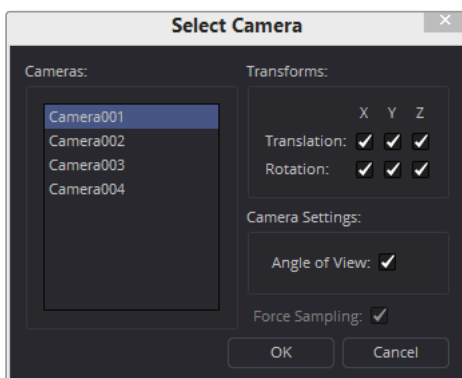 Select Camera
Cameras:
Camera001
Camera002
Camera003
Camera004
Transforms:
X Y Z
Translation:
Rotation:
Camera Settings:
Angle of View:
Force Sampling:
OK Cancel